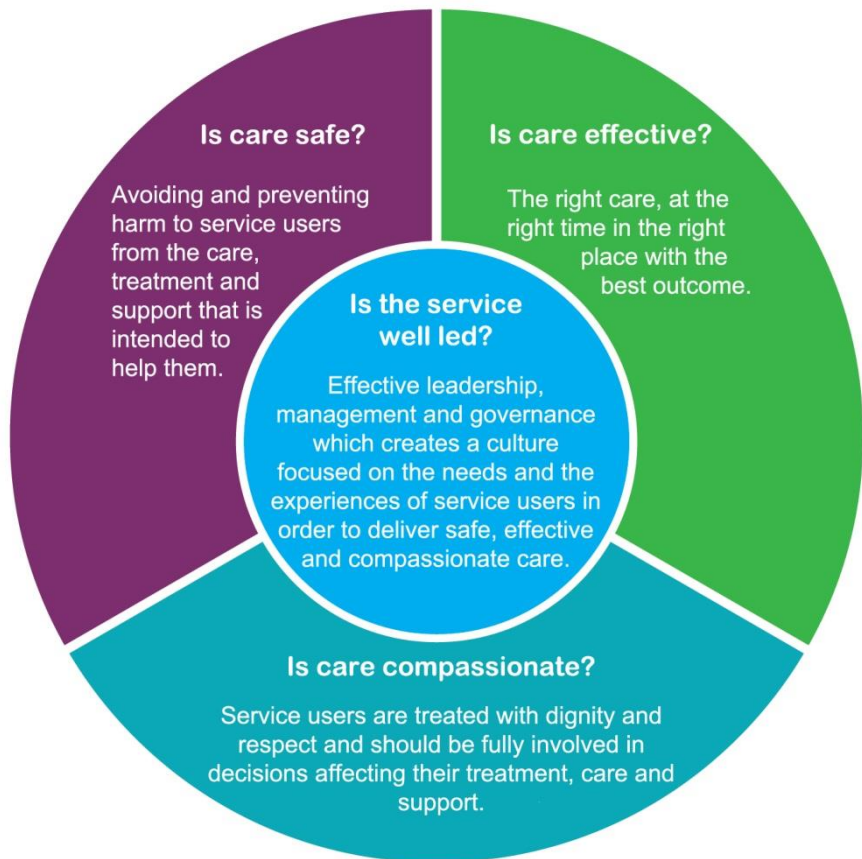 Is care safe?
Avoiding and preventing
harm to service users
from the care,
treatment and
support that is
intended to
help them.
Is care effective?
The right care, at the
right time in the right
place with the
best outcome.
Is the service
well led?
Effective leadership,
management and governance
which creates a culture
focused on the needs and the
experiences of service users in
order to deliver safe, effective
and compassionate care.
Is care compassionate?
Service users are treated with dignity and
respect and should be fully involved in
decisions affecting their treatment, care and
support.